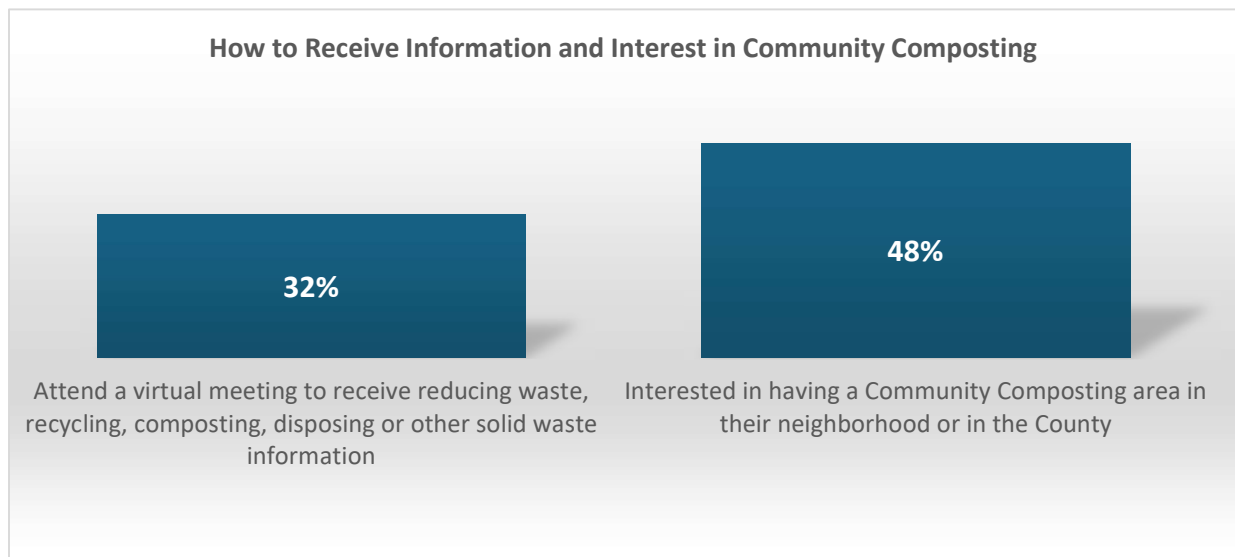 How to Receive Information and Interest in Community Composting
32%
48%
Attend a virtual meeting to receive reducing waste,
recycling, composting, disposing or other solid waste
information
Interested in having a Community Composting area in
their neighborhood or in the County